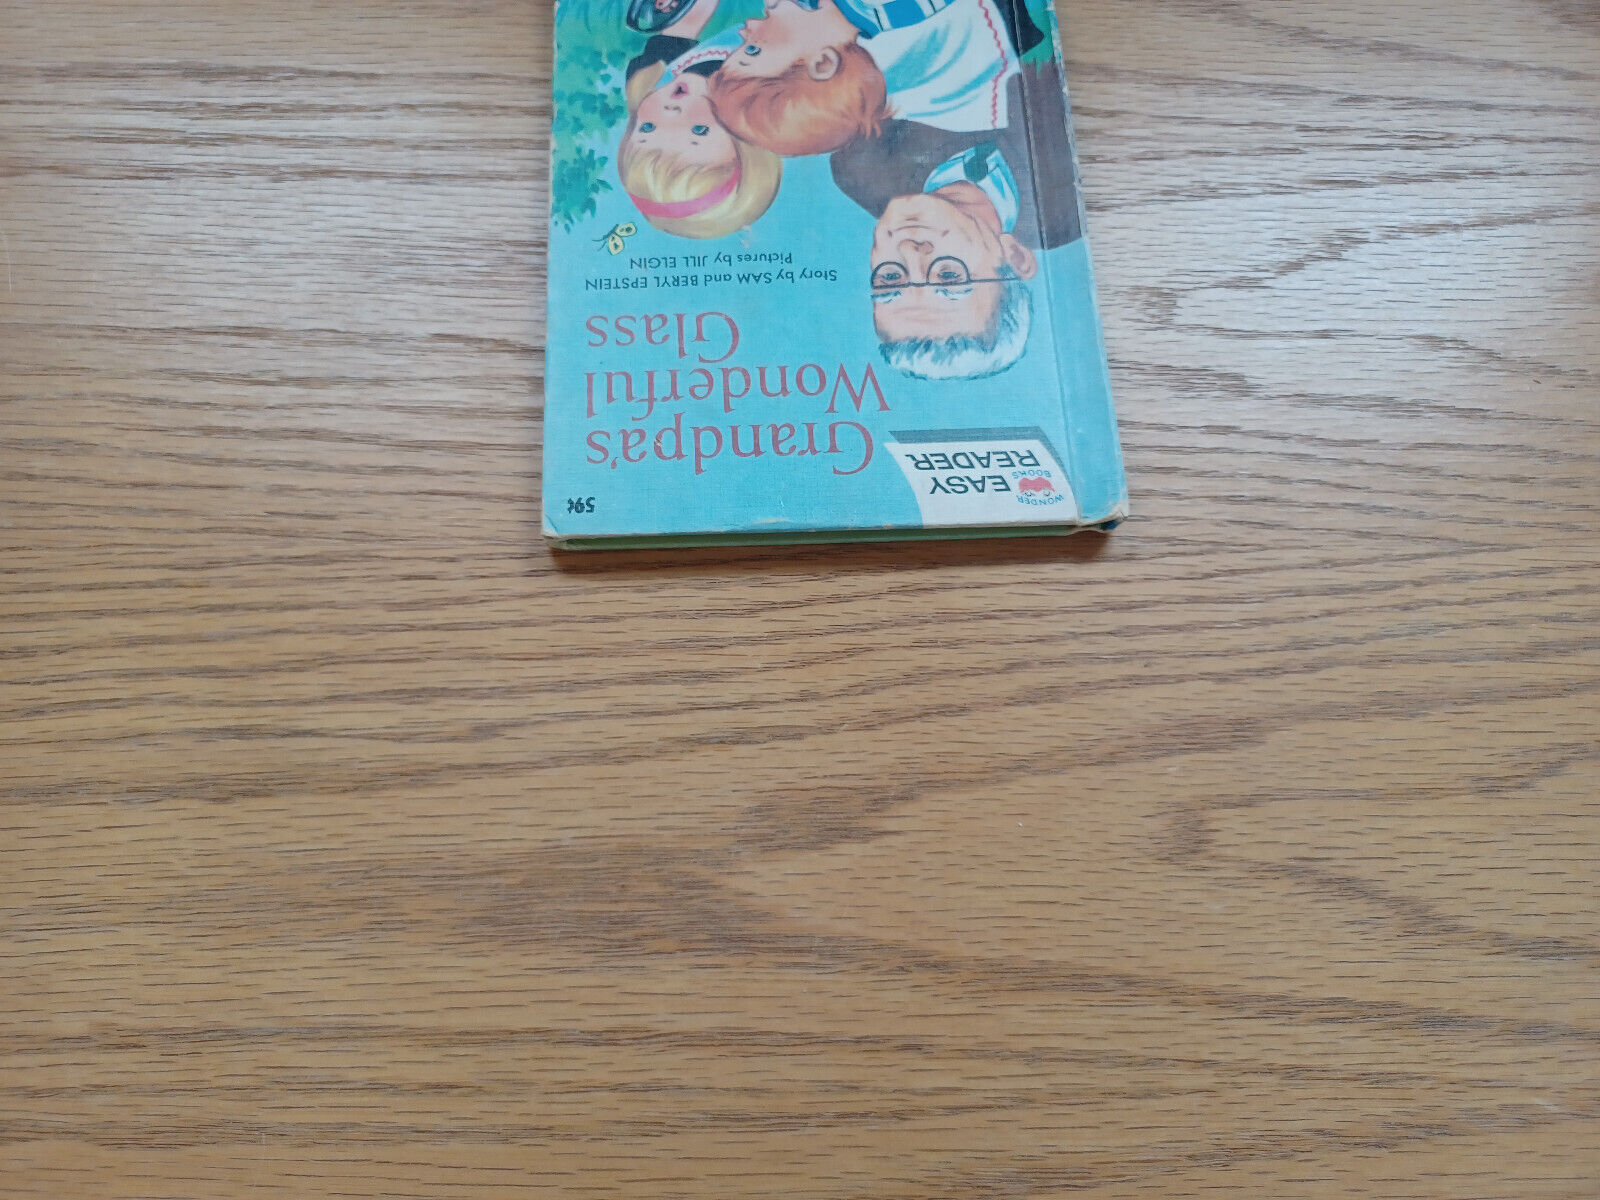 WONDER
BOOKS
EASY
READER
59¢
Grandpa's
Wonderful
Glass
Story by SAM and BERYL EPSTEIN
Pictures by JILL ELGIN